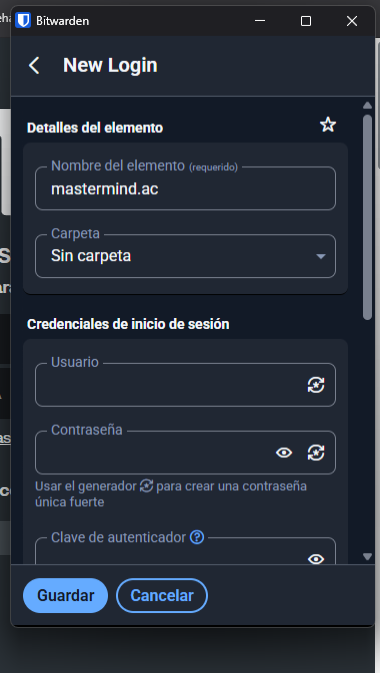 Bitwarden
New Login
Detalles del elemento
Nombre del elemento (requerido)
mastermind.ac
Carpeta
Sin carpeta
Credenciales de inicio de sesión
Usuario
Contraseña
Usar el generador para crear una contraseña
única fuerte
Clave de autenticador
Guardar
Cancelar